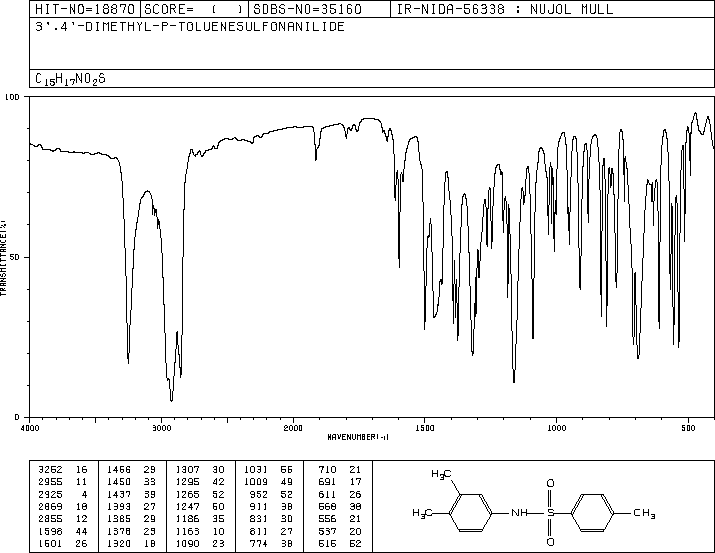 HIT-NO=18870 SCORE= ( ) SDBS-NO=35160 IR-NIDA-56338 : NUJOL MULL
3',4'-DIMETHYL-P-TOLUENESULFONANILIDE
C15H17NO2S
100
50
0
TRANSMITTANCE(%)
4000 3000 2000 1500 1000 500
WAVENUMBER(-1)
3252 16 1466 29 1307 30 1031 55 710 21
2955 11 1450 33 1295 42 1009 49 691 17
2925 4 1437 39 1265 52 952 52 611 26
2869 18 1393 27 1247 50 911 38 568 38
2855 12 1385 29 1186 35 831 30 556 21
1598 44 1378 23 1163 10 811 27 537 20
1501 26 1320 18 1090 23 774 38 515 52
H3C
H3C
NH
S
O
O
CH3